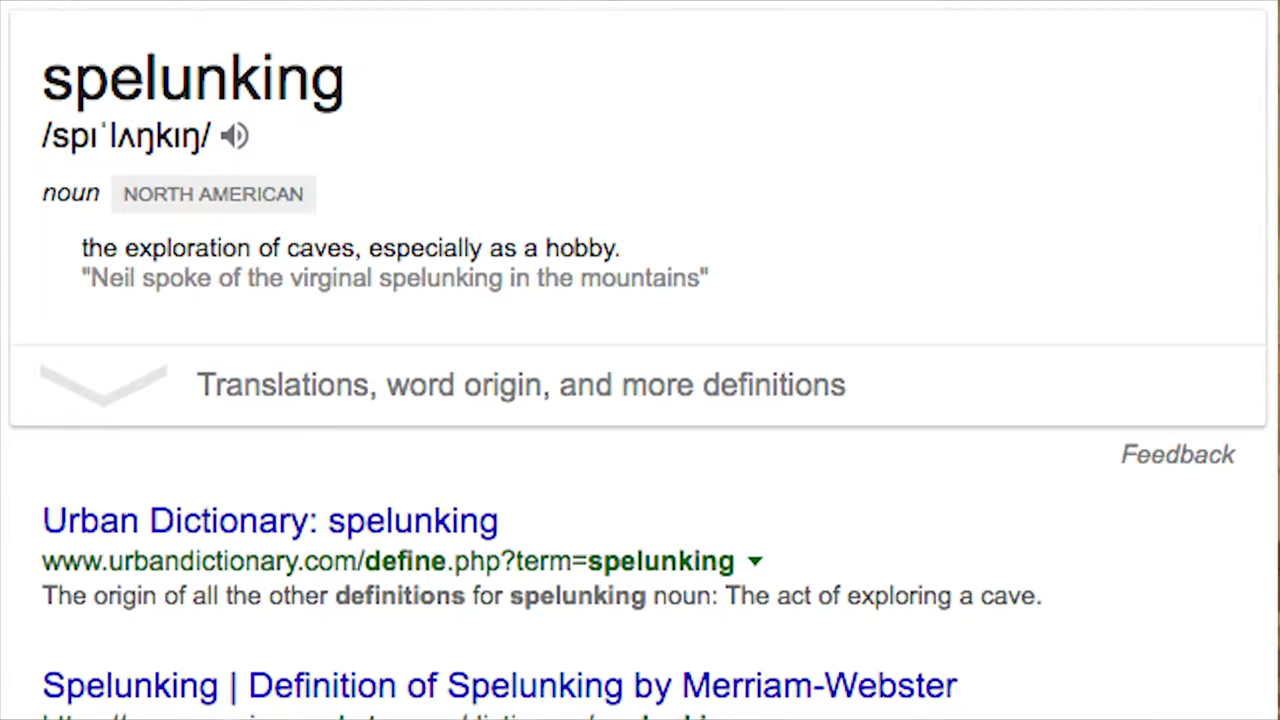 spelunking
/spɪˈlʌŋkɪŋ/
noun NORTH AMERICAN
the exploration of caves, especially as a hobby.
"Neil spoke of the virginal spelunking in the mountains"
Translations, word origin, and more definitions
Feedback
Urban Dictionary: spelunking
www.urbandictionary.com/define.php?term=spelunking
The origin of all the other definitions for spelunking noun: The act of exploring a cave.
Spelunking | Definition of Spelunking by Merriam-Webster